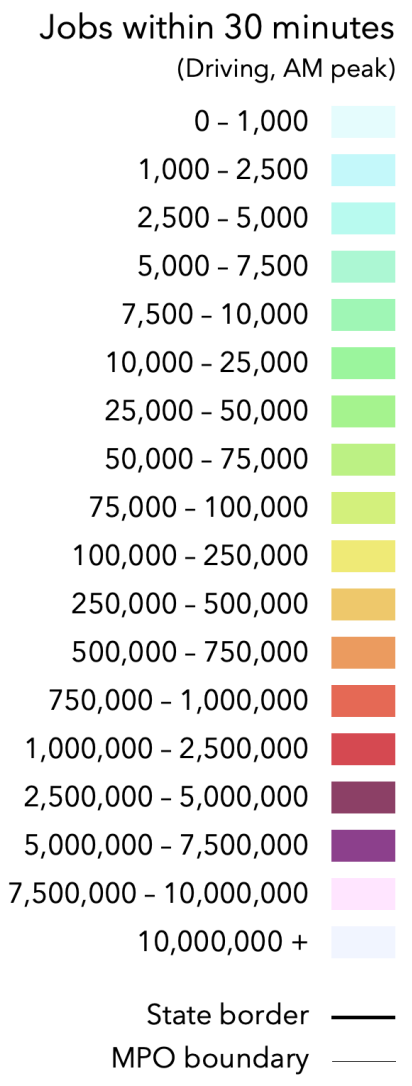 Jobs within 30 minutes
(Driving, AM peak)
0 – 1,000
1,000 – 2,500
2,500 – 5,000
5,000 – 7,500
7,500 – 10,000
10,000 – 25,000
25,000 – 50,000
50,000 – 75,000
75,000 – 100,000
100,000 – 250,000
250,000 – 500,000
500,000 – 750,000
750,000 – 1,000,000
1,000,000 – 2,500,000
2,500,000 – 5,000,000
5,000,000 – 7,500,000
7,500,000 – 10,000,000
10,000,000 +
State border
MPO boundary